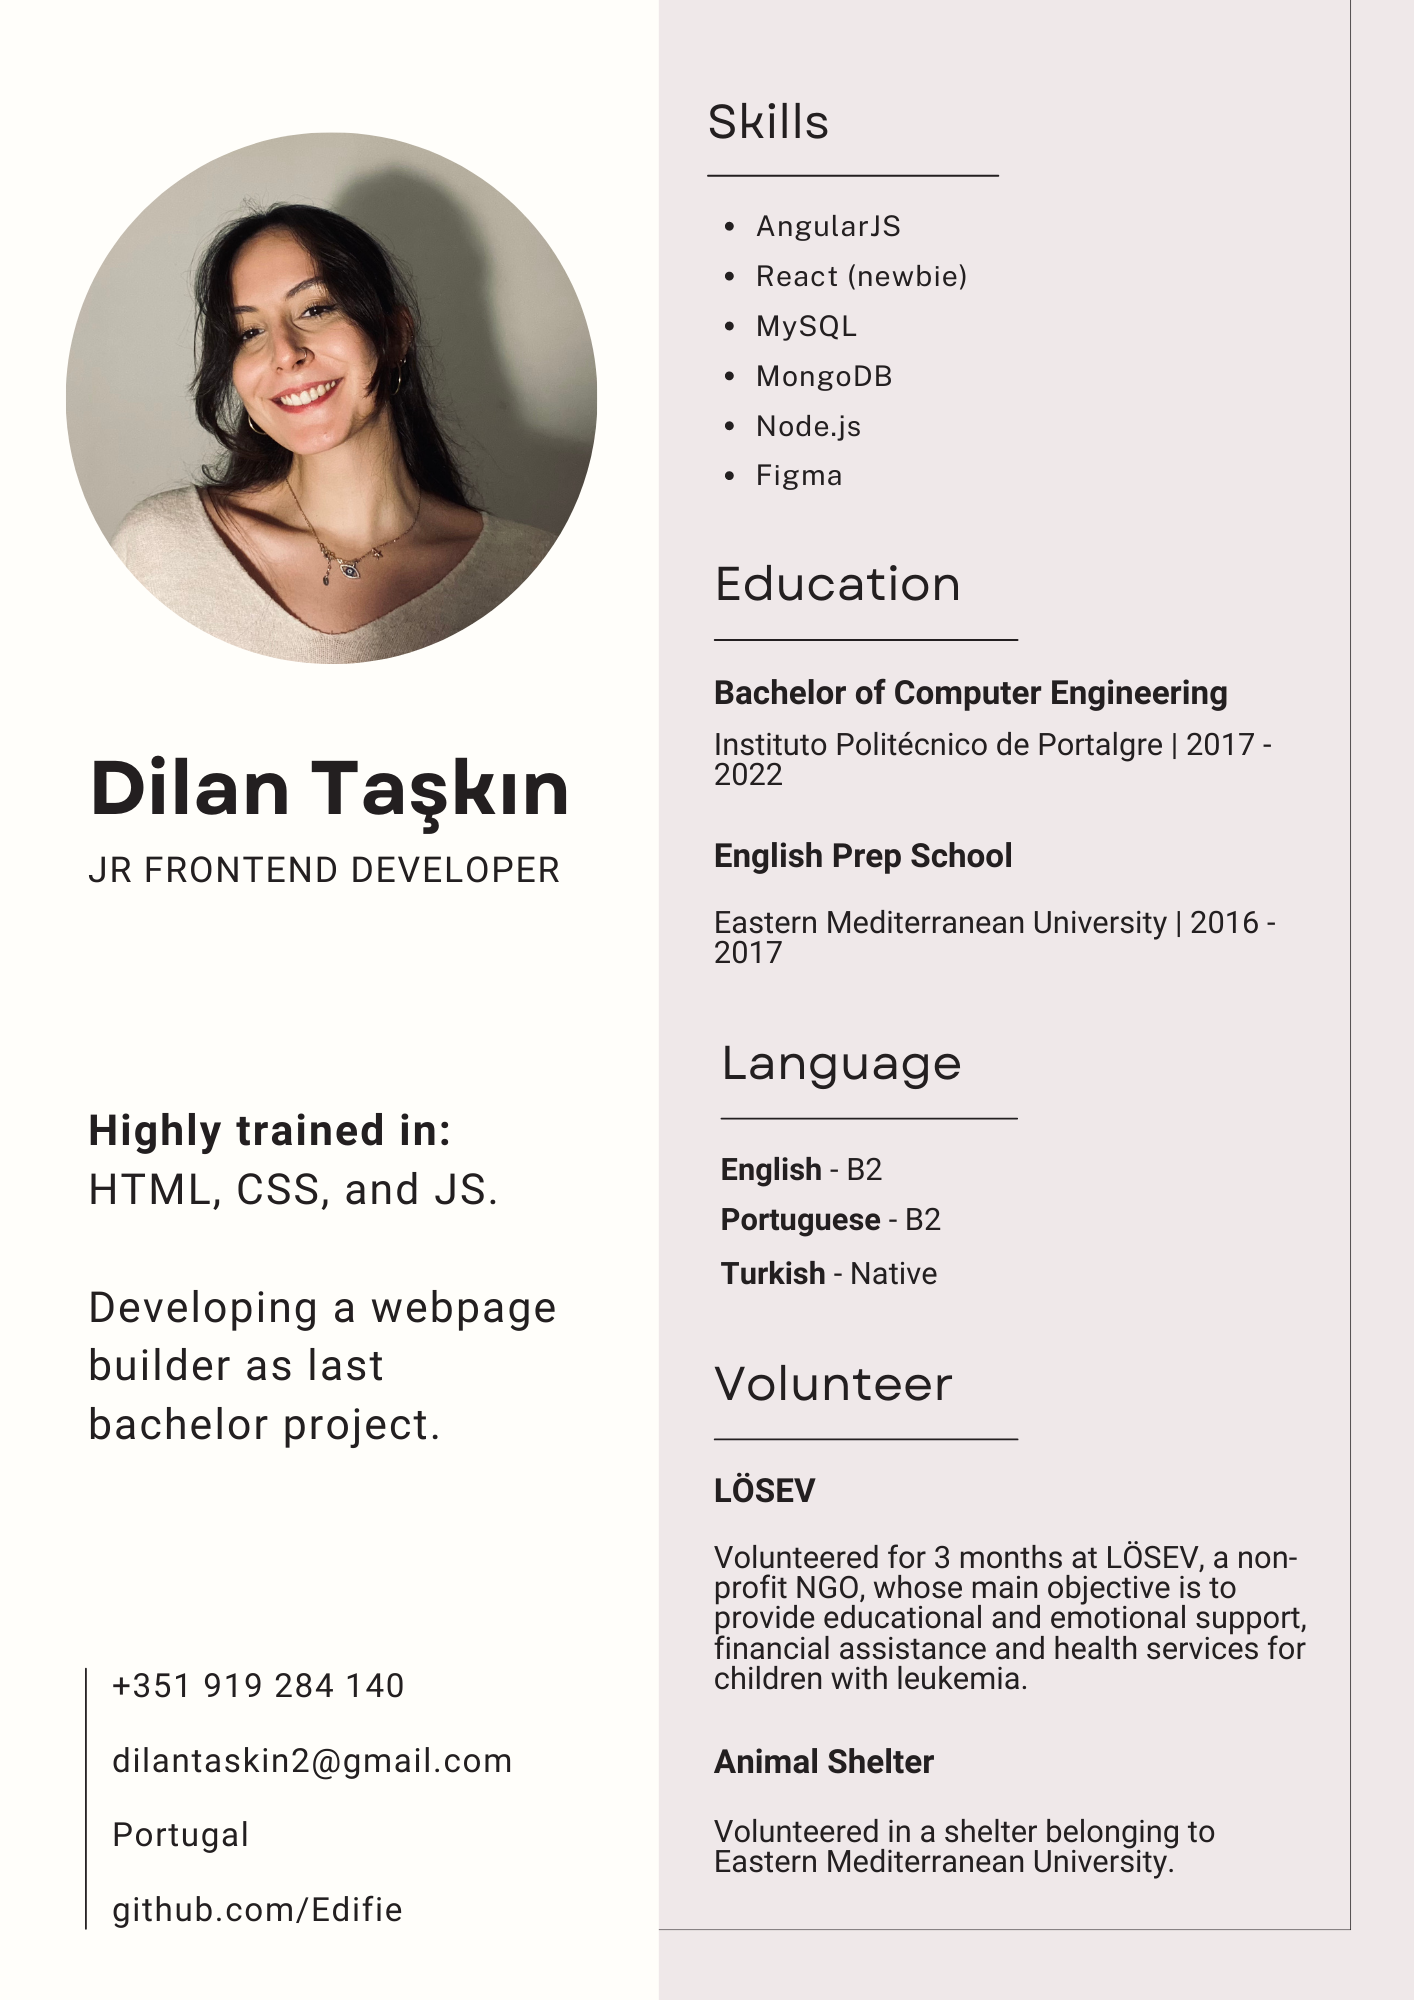 Dilan Taşkın
JR FRONTEND DEVELOPER
Highly trained in:
HTML, CSS, and JS.
Developing a webpage
builder as last
bachelor project.
+351 919 284 140
dilantaskin2@gmail.com
Portugal
github.com/Edifie
Skills
• AngularJS
• React (newbie)
• MySQL
• MongoDB
• Node.js
• Figma
Education
Bachelor of Computer Engineering
Instituto Politécnico de Portalgre | 2017 -
2022
English Prep School
Eastern Mediterranean University | 2016 -
2017
Language
English - B2
Portuguese - B2
Turkish - Native
Volunteer
LÖSEV
Volunteered for 3 months at LÖSEV, a non-
profit NGO, whose main objective is to
provide educational and emotional support,
financial assistance and health services for
children with leukemia.
Animal Shelter
Volunteered in a shelter belonging to
Eastern Mediterranean University.